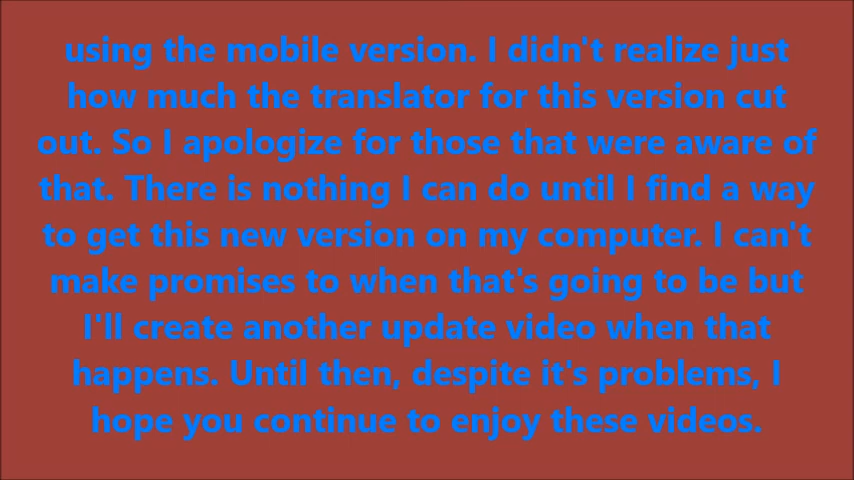 using the mobile version. I didn't realize just
how much the translator for this version cut
out. So I apologize for those that were aware of
that. There is nothing I can do until I find a way
to get this new version on my computer. I can't
make promises to when that's going to be but
I'll create another update video when that
happens. Until then, despite it's problems, I
hope you continue to enjoy these videos.